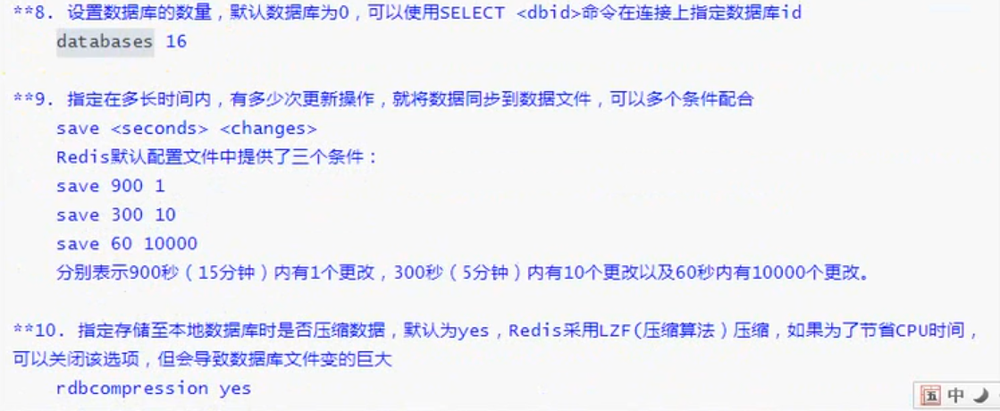 **8. 设置数据库的数量，默认数据库为0，可以使用SELECT <dbid>命令在连接上指定数据库id
databases 16
**9. 指定在多长时间内，有多少次更新操作，就将数据同步到数据文件，可以多个条件配合
save <seconds> <changes>
Redis默认配置文件中提供了三个条件：
save 900 1
save 300 10
save 60 10000
分别表示900秒（15分钟）内有1个更改，300秒（5分钟）内有10个更改以及60秒内有10000个更改。
**10. 指定存储至本地数据库时是否压缩数据，默认为yes，Redis采用LZF(压缩算法）压缩，如果为了节省CPU时间，
可以关闭该选项，但会导致数据库文件变的巨大
rdbcompression yes
五 中